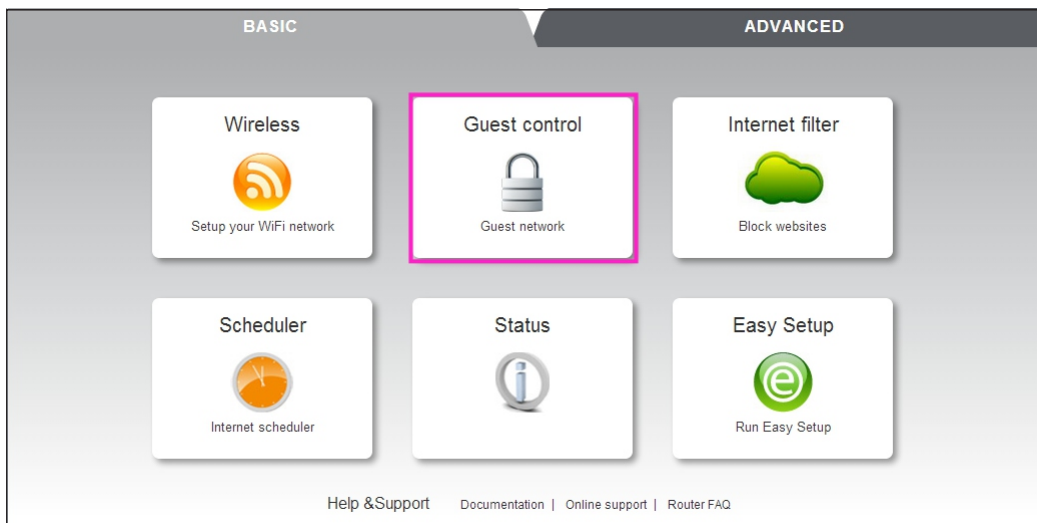 BASIC
ADVANCED
Wireless
Setup your WiFi network
Guest control
Guest network
Internet filter
Block websites
Scheduler
Internet scheduler
Status
Easy Setup
e
Run Easy Setup
Help &Support Documentation | Online support | Router FAQ